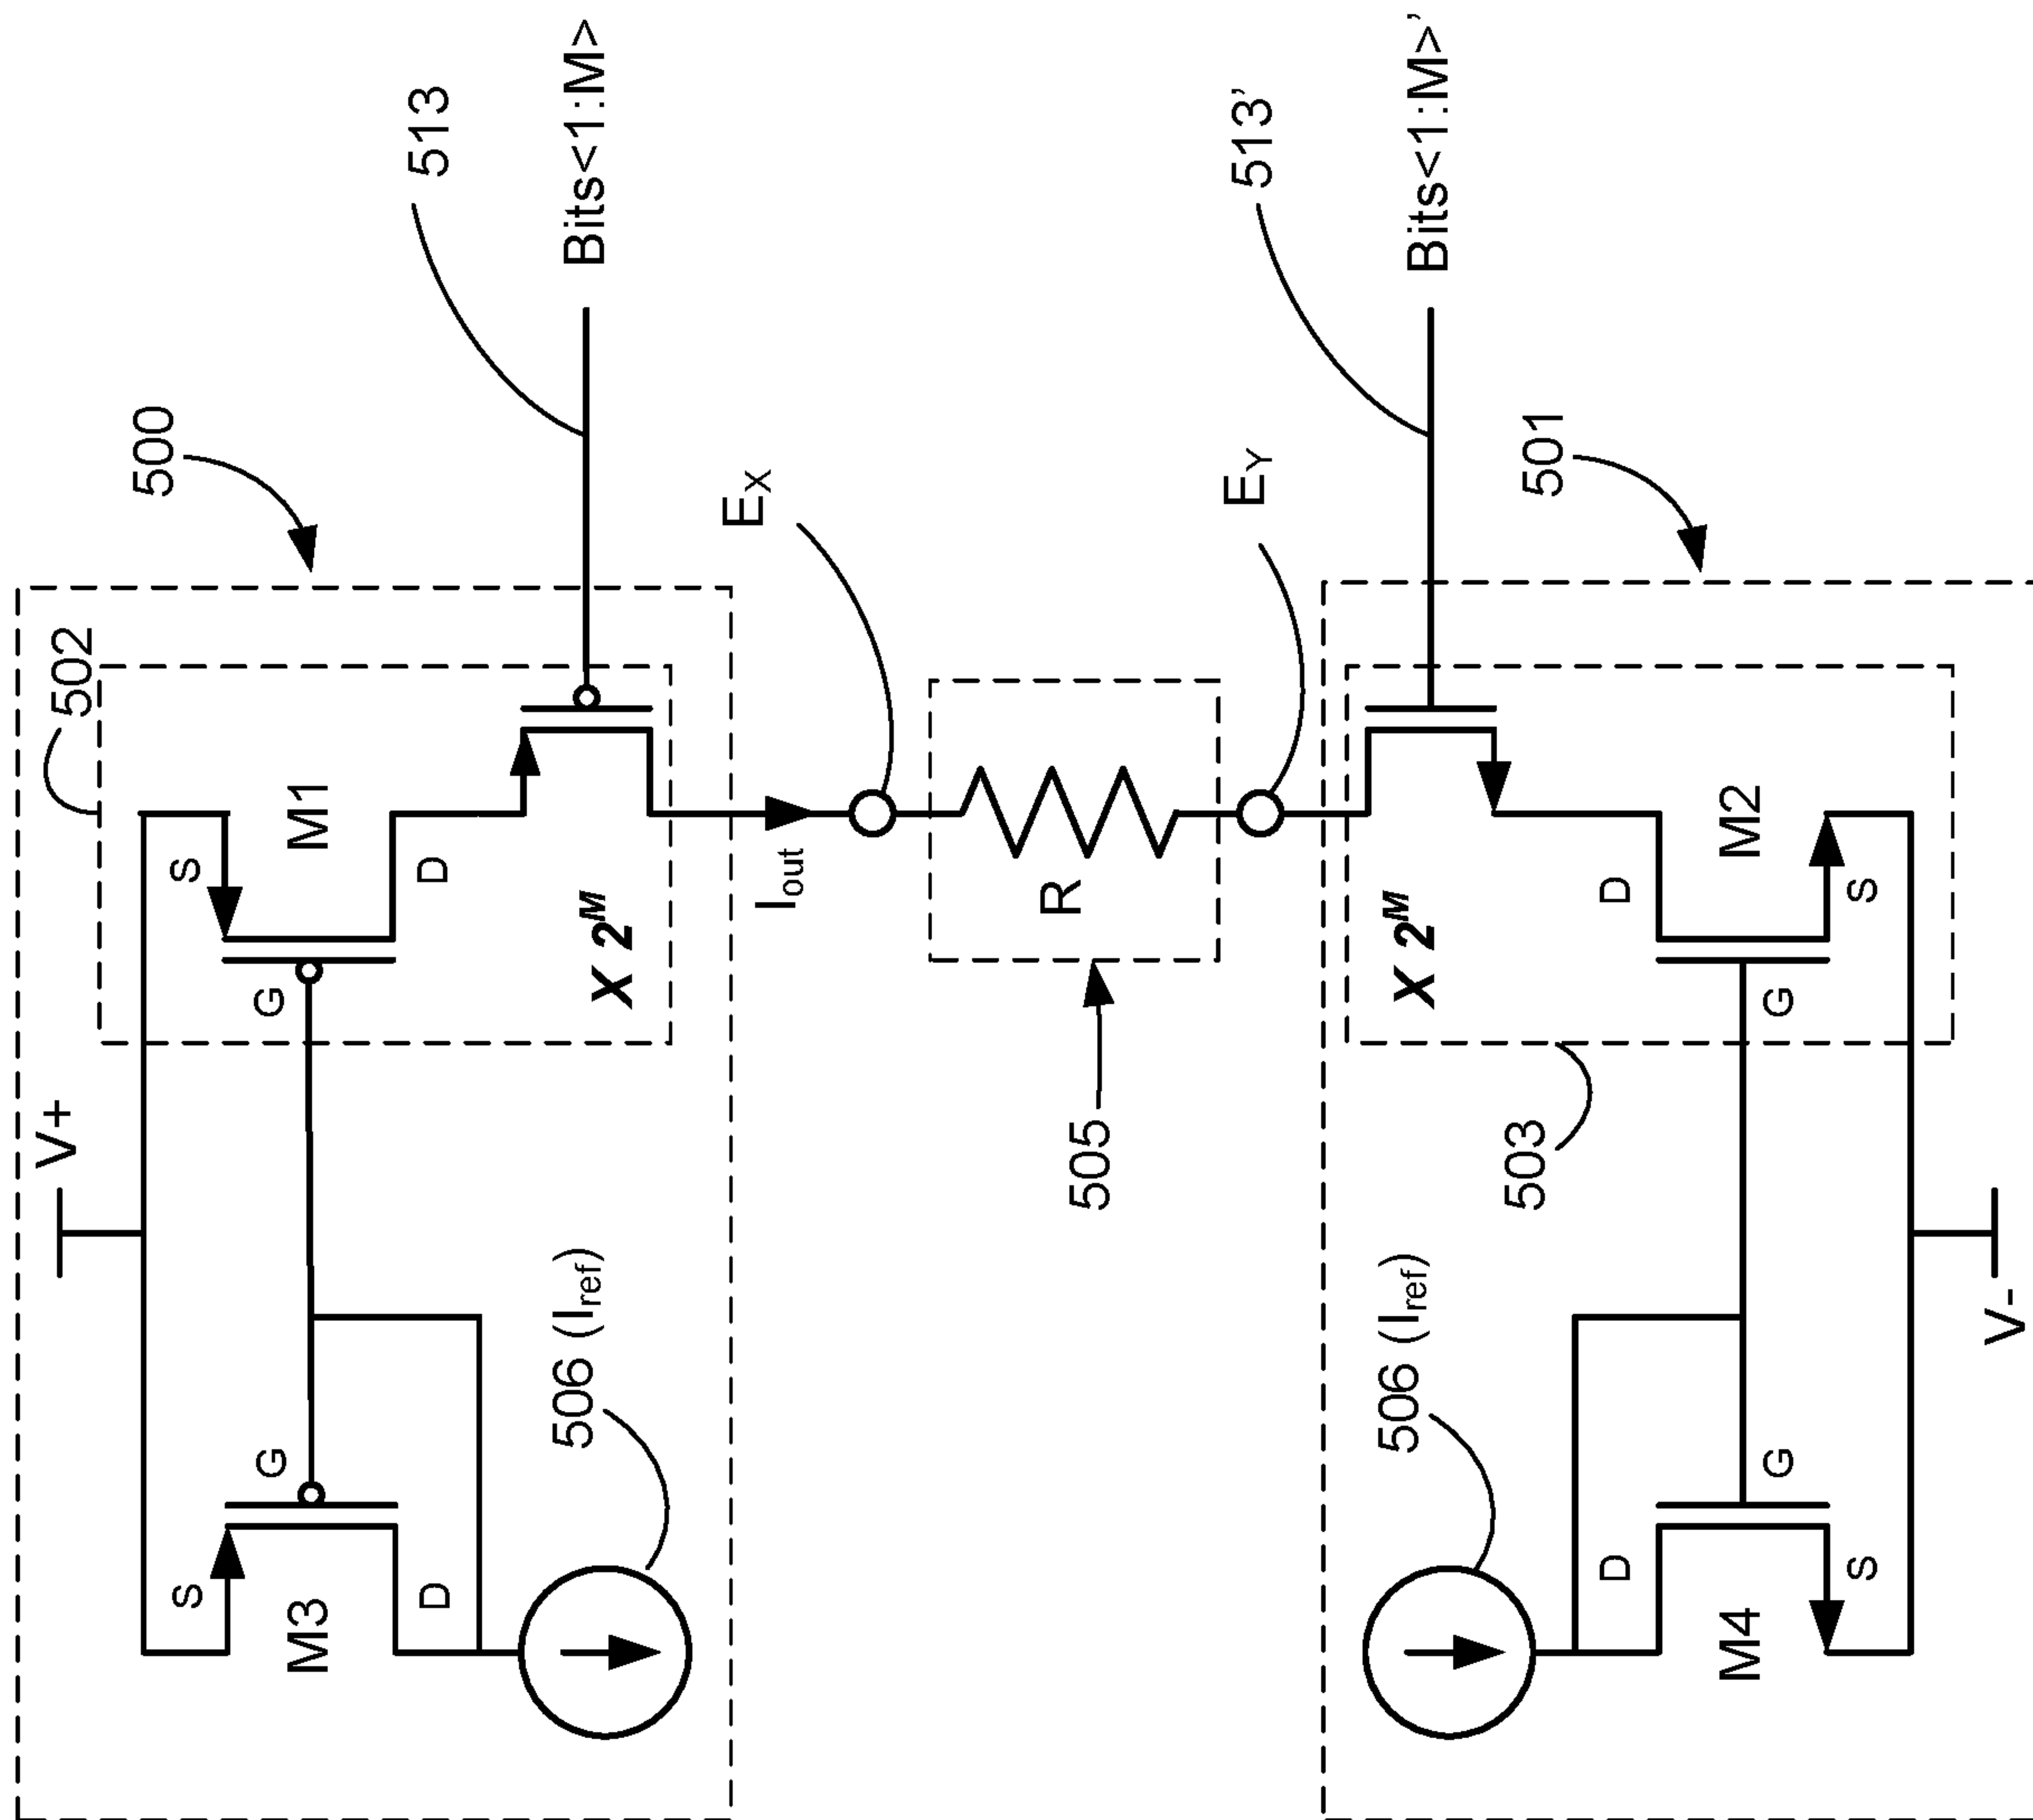 500
502
V+
S
M1
D
G
X 2^M
S
M3
D
G
506 (I_ref)
513
Bits<1:M>
I_out
E_X
R
505
E_Y
513'
Bits<1:M>'
501
503
X 2^M
D
M2
S
G
506 (I_ref)
D
M4
S
G
V-